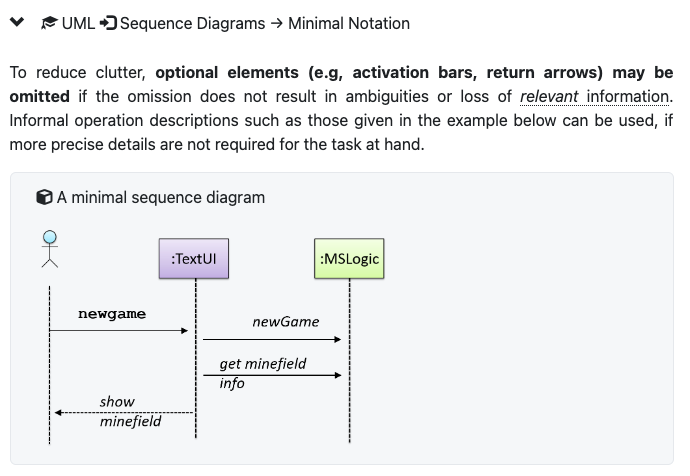 UML Sequence Diagrams → Minimal Notation
To reduce clutter, optional elements (e.g, activation bars, return arrows) may be
omitted if the omission does not result in ambiguities or loss of relevant information.
Informal operation descriptions such as those given in the example below can be used, if
more precise details are not required for the task at hand.
A minimal sequence diagram
:TextUI
:MSLogic
newgame
newGame
get minefield
info
show
minefield